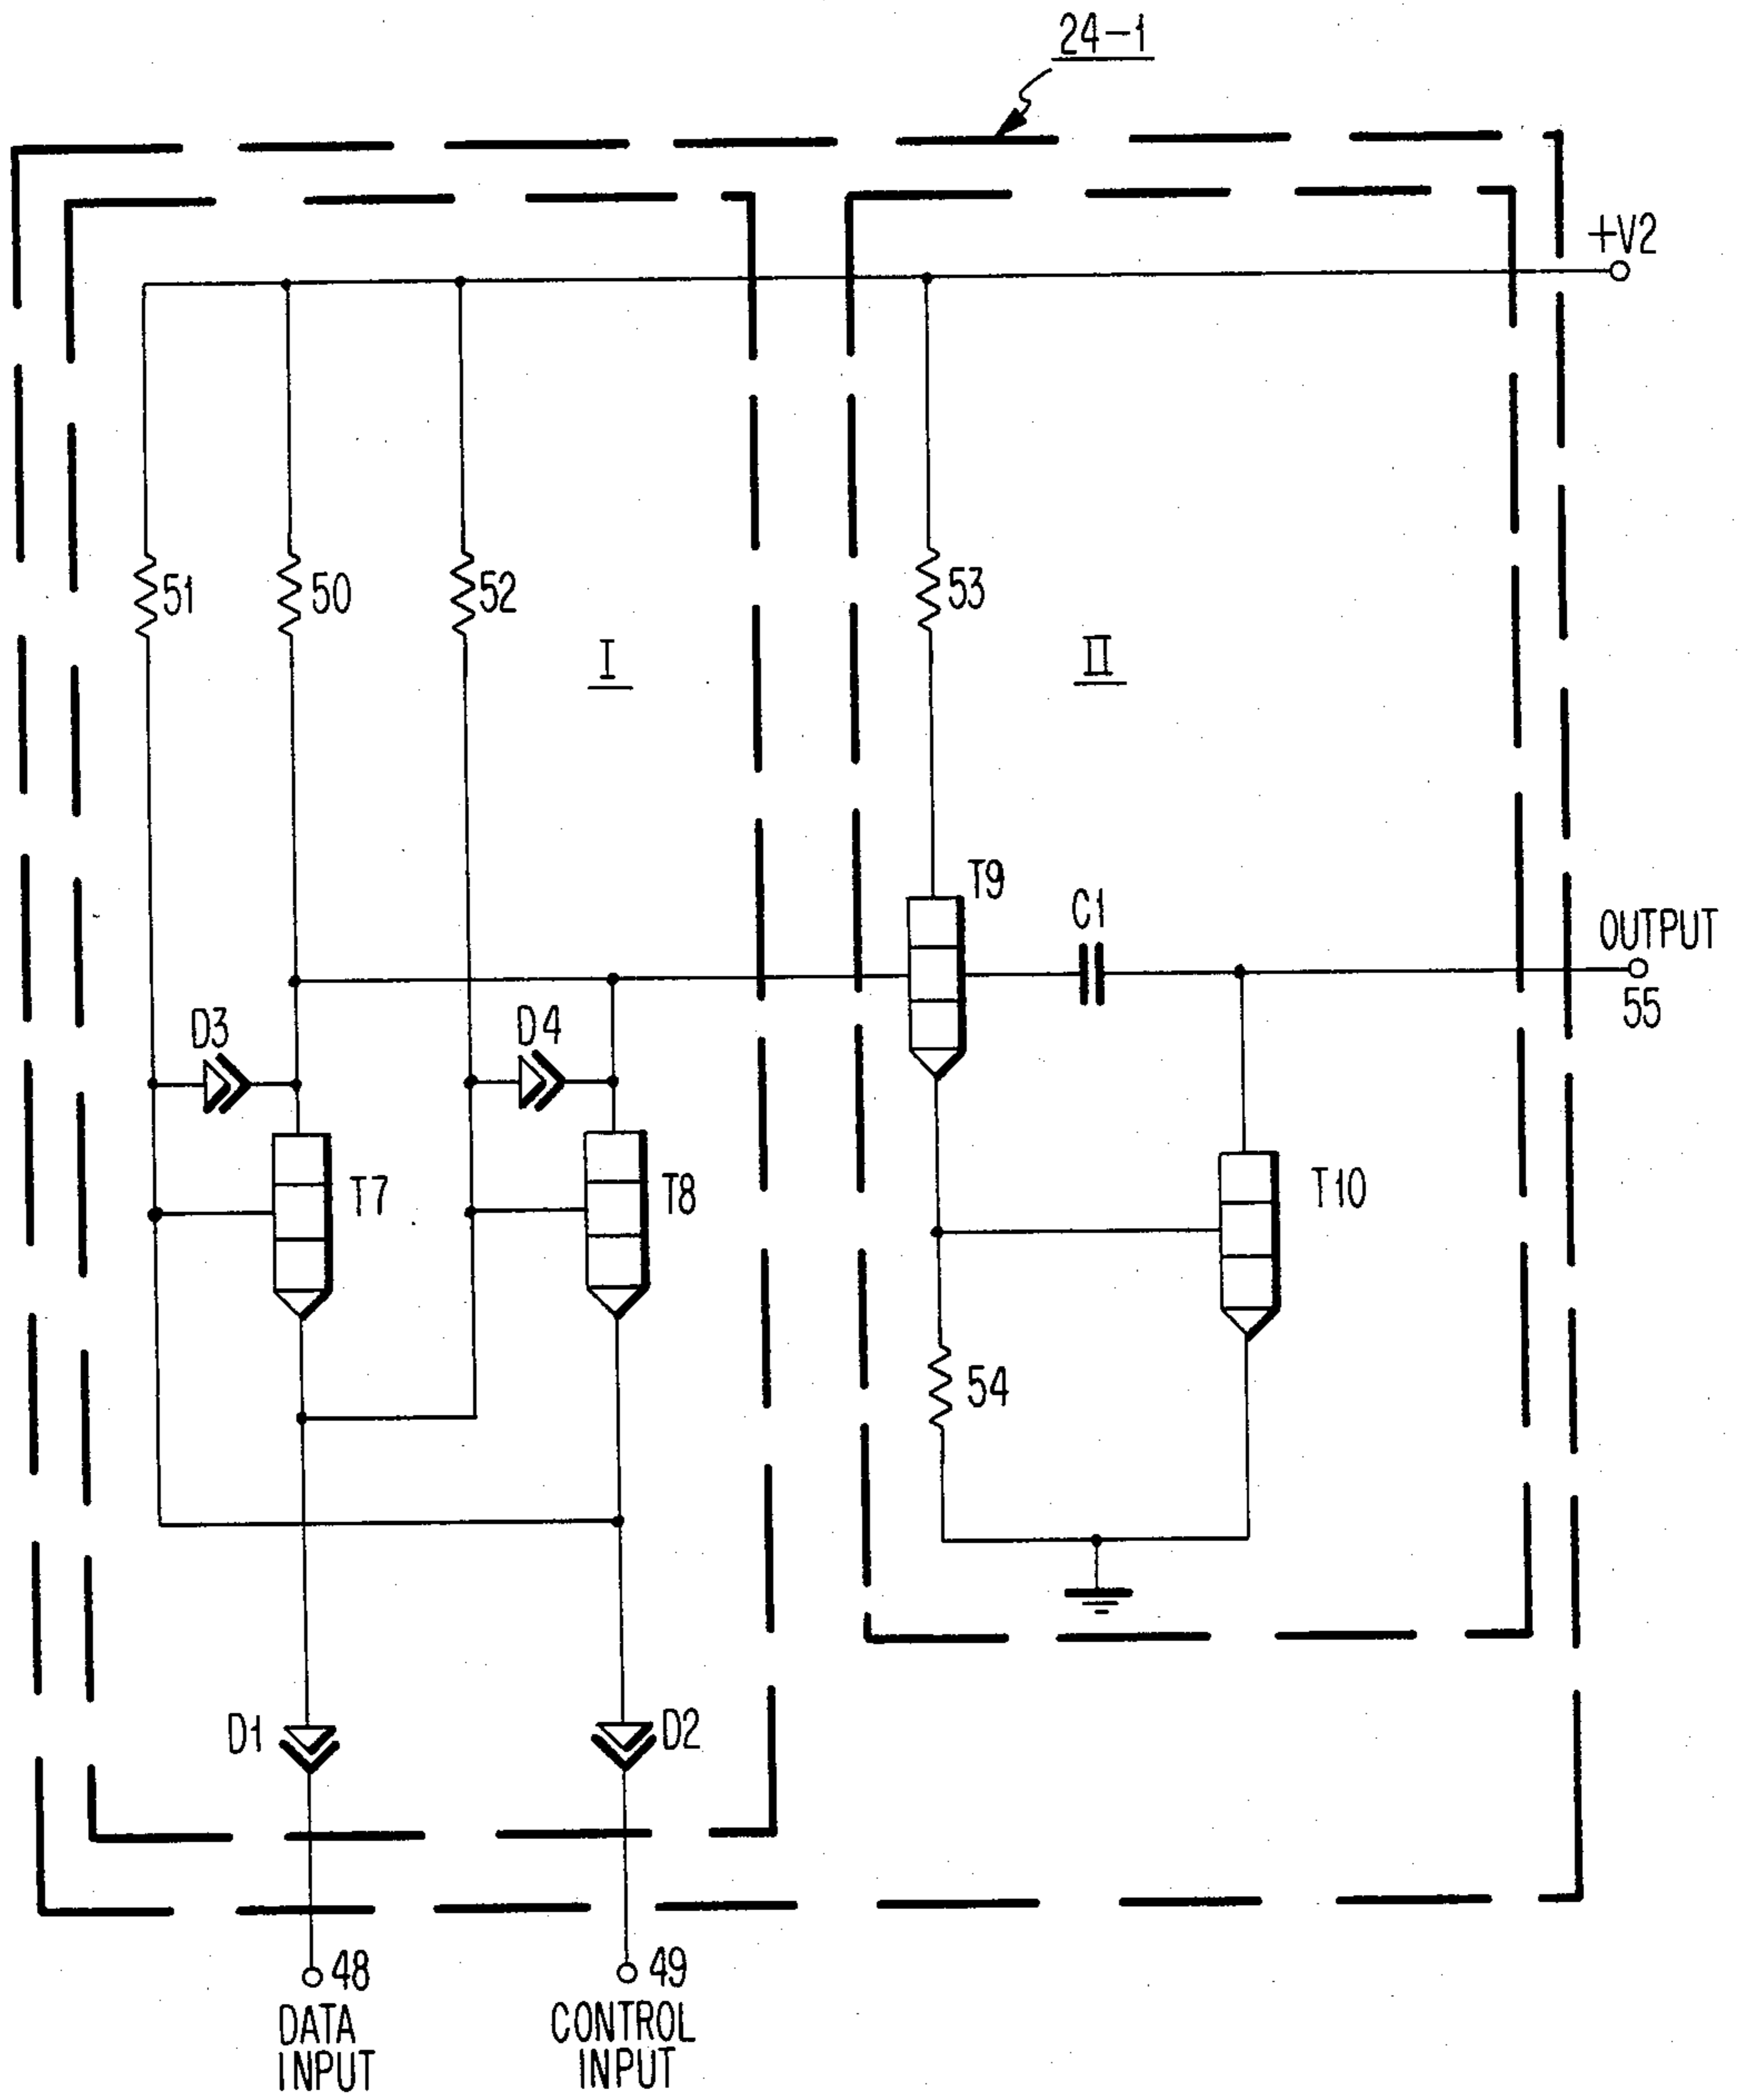 24-1
+V2
51
50
52
53
I
II
T9
C1
OUTPUT
55
D3
D4
T7
T8
T10
54
D1
D2
48
49
DATA
INPUT
CONTROL
INPUT